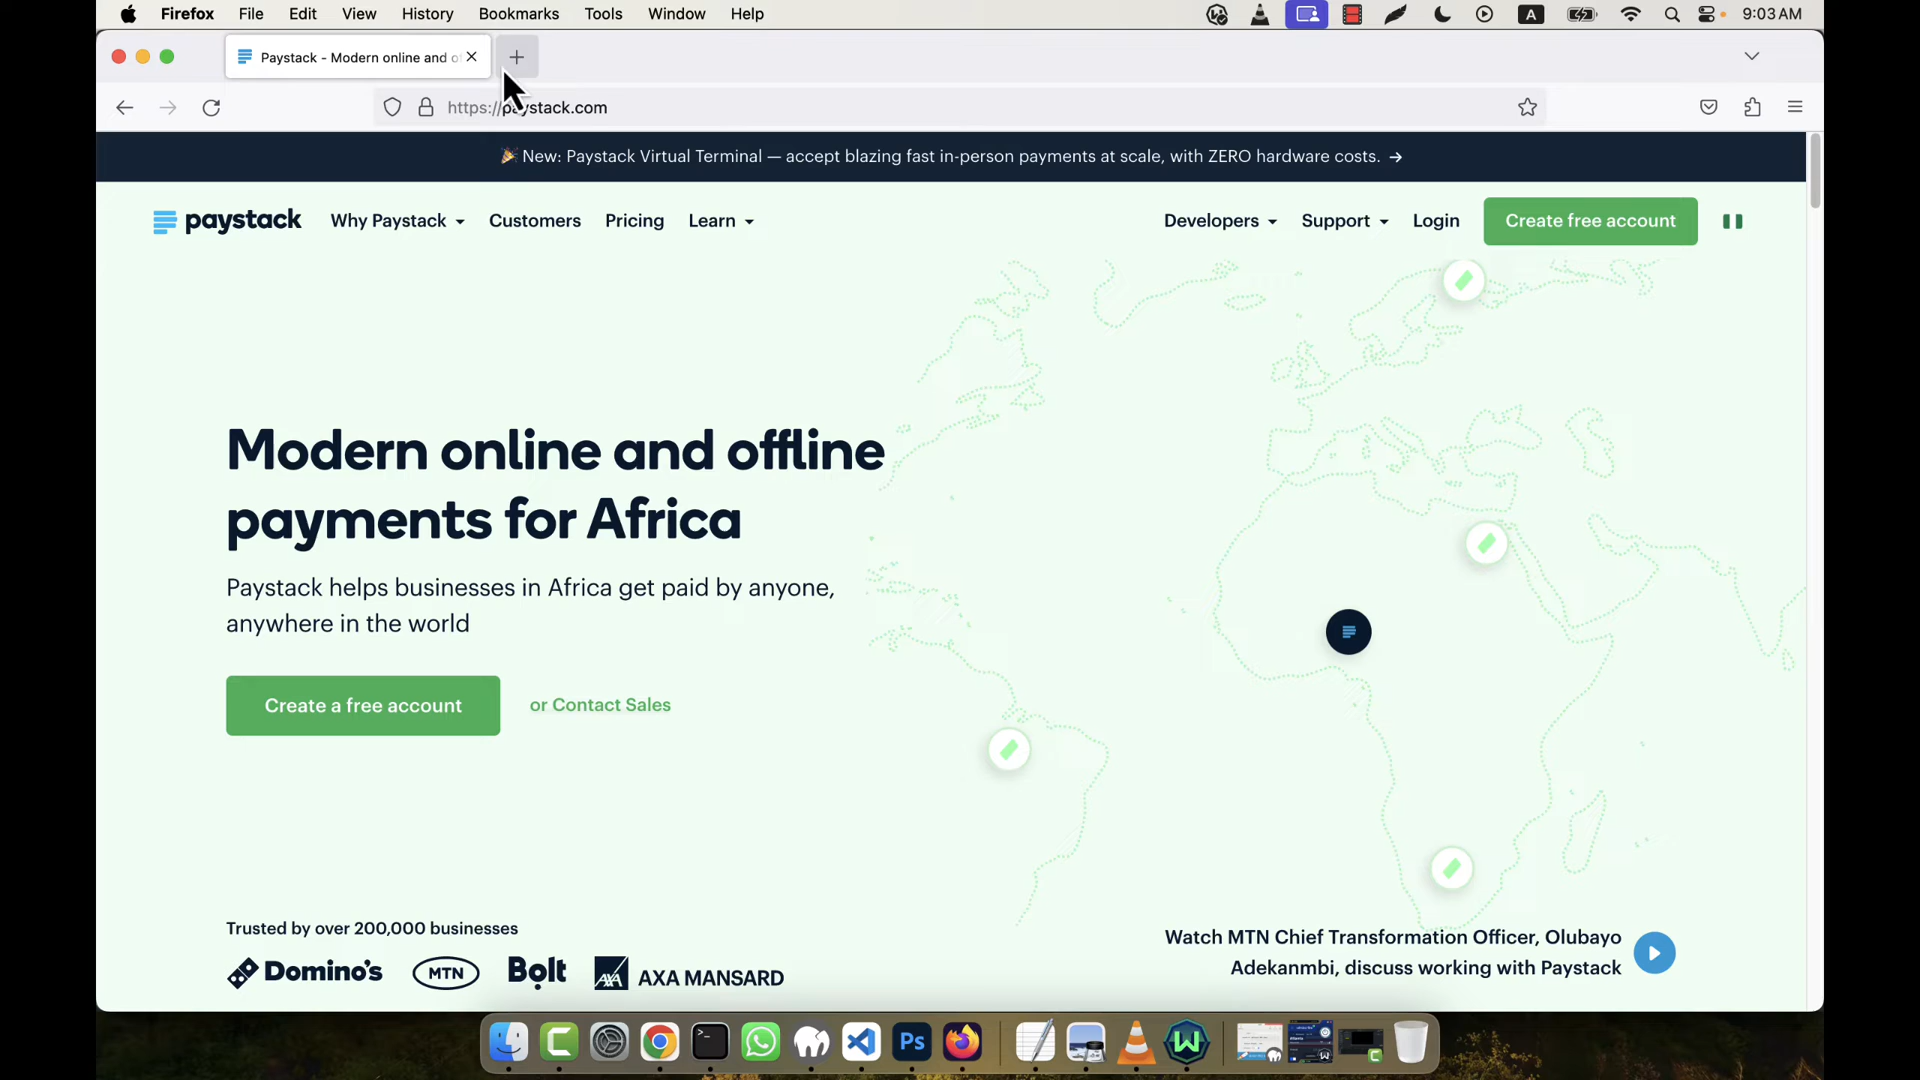 Firefox File Edit View History Bookmarks Tools Window Help
A 9:03 AM
Paystack - Modern online and o
https://paystack.com
New: Paystack Virtual Terminal — accept blazing fast in-person payments at scale, with ZERO hardware costs. →
paystack Why Paystack Customers Pricing Learn Developers Support Login Create free account
Modern online and offline
payments for Africa
Paystack helps businesses in Africa get paid by anyone,
anywhere in the world
Create a free account or Contact Sales
Trusted by over 200,000 businesses
Domino's MTN Bolt AXA AXA MANSARD
Watch MTN Chief Transformation Officer, Olubayo
Adekanmbi, discuss working with Paystack
Ps